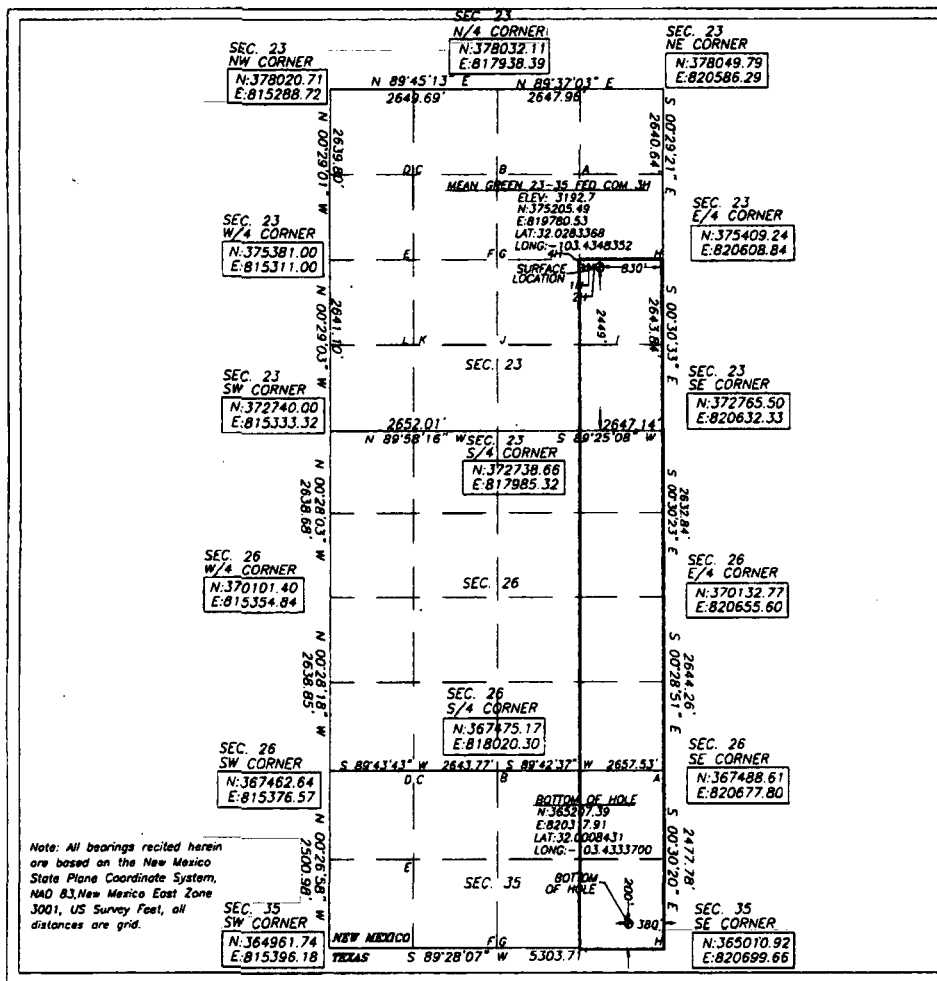 SEC. 23
N/4 CORNER
N:378032.11
E:817938.39
SEC. 23
NW CORNER
N:378020.71
E:815288.72
SEC. 23
NE CORNER
N:378049.79
E:820586.29
N 89°45'13" E
2649.69'
N 89°37'03" E
2647.98'
N 00°29'01" W
2639.80'
S 00°29'21" E
2640.64'
D C
B
A
MEAN GREEN 23-35 FED COM 3H
ELEV: 3192.7
N:375205.49
E:819780.53
LAT:32.0283368
LONG:-103.4348352
SEC. 23
W/4 CORNER
N:375381.00
E:815311.00
SEC. 23
E/4 CORNER
N:375409.24
E:820608.84
E
F G
4H
H
SURFACE
LOCATION
1H
2H
830'
2449'
N 00°29'03" W
2641.10'
S 00°30'33" E
2643.84'
L K
J
I
SEC. 23
SEC. 23
SW CORNER
N:372740.00
E:815333.32
SEC. 23
SE CORNER
N:372765.50
E:820632.33
2652.01'
N 89°58'16" W
2647.14'
S 89°25'08" W
SEC. 23
S/4 CORNER
N:372738.66
E:817985.32
N 00°28'03" W
2638.68'
2632.84'
S 00°30'23" E
SEC. 26
W/4 CORNER
N:370101.40
E:815354.84
SEC. 26
SEC. 26
E/4 CORNER
N:370132.77
E:820655.60
N 00°28'18" W
2638.85'
2644.26'
S 00°28'51" E
SEC. 26
S/4 CORNER
N:367475.17
E:818020.30
SEC. 26
SW CORNER
N:367462.64
E:815376.57
S 89°43'43" W 2643.77'
S 89°42'37" W 2657.53'
SEC. 26
SE CORNER
N:367488.61
E:820677.80
D C
B
A
BOTTOM OF HOLE
N:365207.39
E:820317.91
LAT:32.0008431
LONG:-103.4333700
N 00°26'58" W
2500.98'
2477.78'
S 00°30'20" E
E
SEC. 35
BOTTOM
OF HOLE
200'
380'
Note: All bearings recited herein
are based on the New Mexico
State Plane Coordinate System,
NAD 83,New Mexico East Zone
3001, US Survey Feet, all
distances are grid.
SEC. 35
SW CORNER
N:364961.74
E:815396.18
SEC. 35
SE CORNER
N:365010.92
E:820699.66
NEW MEXICO
TEXAS
F G
H
S 89°28'07" W 5303.71